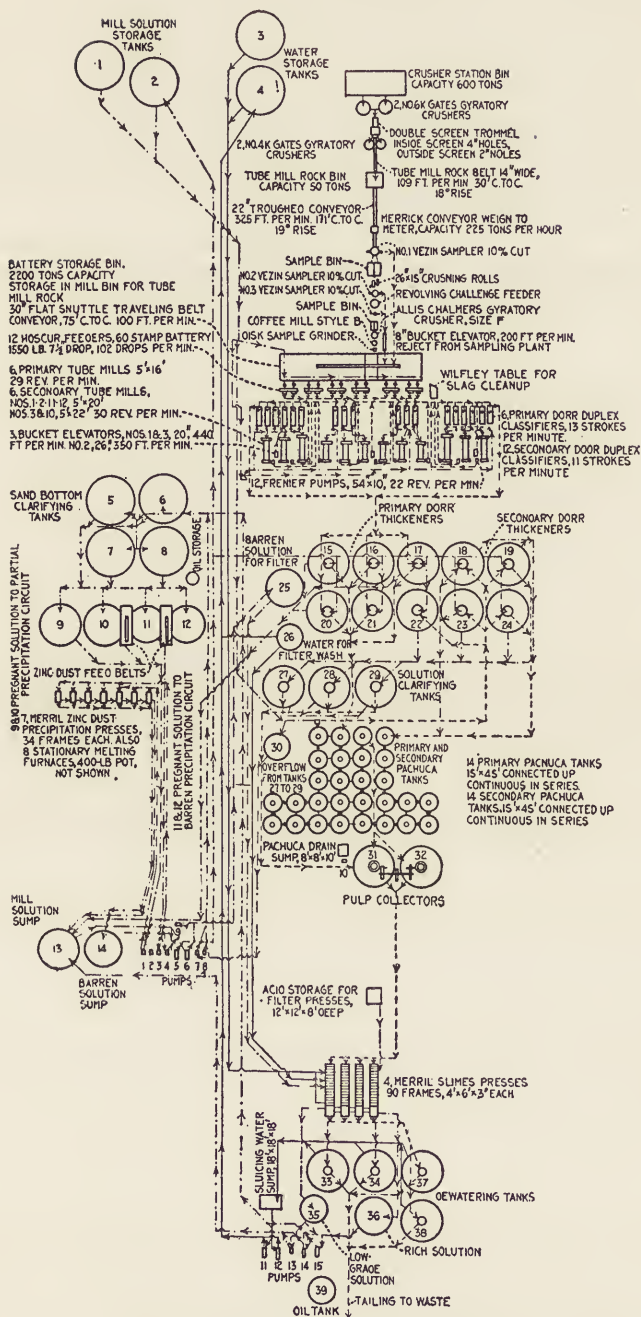 MILL SOLUTION
STORAGE
TANKS
1
2
3
WATER
STORAGE
TANKS
4
CRUSHER STATION BIN
CAPACITY 600 TONS
2, NO.6K GATES GYRATORY
CRUSHERS
DOUBLE SCREEN TROMMEL
INSIDE SCREEN 4" HOLES,
OUTSIDE SCREEN 2" HOLES
2, NO.4K GATES GYRATORY
CRUSHERS
TUBE MILL ROCK BIN
CAPACITY 50 TONS
TUBE MILL ROCK BELT 14" WIDE,
109 FT. PER MIN 30' C.TO C.
18° RISE
22" TROUGHED CONVEYOR
325 FT. PER MIN. 171' C.TO C.
19° RISE
MERRICK CONVEYOR WEIGH TO
METER, CAPACITY 225 TONS PER HOUR
NO.1 VEZIN SAMPLER 10% CUT
SAMPLE BIN
NO.2 VEZIN SAMPLER 10% CUT
NO.3 VEZIN SAMPLER 10% CUT
26"x15" CRUSHING ROLLS
REVOLVING CHALLENGE FEEDER
SAMPLE BIN
ALLIS CHALMERS GYRATORY
CRUSHER, SIZE F
COFFEE MILL STYLE B
DISK SAMPLE GRINDER
8" BUCKET ELEVATOR, 200 FT PER MIN.
REJECT FROM SAMPLING PLANT
BATTERY STORAGE BIN.
2200 TONS CAPACITY
STORAGE IN MILL BIN FOR TUBE
MILL ROCK
30" FLAT SHUTTLE TRAVELING BELT
CONVEYOR, 75' C.TO C. 100 FT. PER MIN.
12 HOSCUR, FEEDERS, 60 STAMP BATTERY
1550 LB. 7½ DROP, 102 DROPS PER MIN.
6, PRIMARY TUBE MILLS 5'x16'
29 REV. PER MIN.
6, SECONDARY TUBE MILLS,
NOS. 1-2-11-12, 5'x20'
NOS. 3 & 10, 5'x22' 30 REV. PER MIN.
3, BUCKET ELEVATORS, NOS. 1 & 3, 20", 440
FT PER MIN. NO.2, 26", 350 FT. PER MIN.
WILFLEY TABLE FOR
SLAG CLEANUP
6, PRIMARY DORR DUPLEX
CLASSIFIERS, 13 STROKES
PER MINUTE.
12, SECONDARY DOOR DUPLEX
CLASSIFIERS, 11 STROKES
PER MINUTE
12, FRENIER PUMPS, 54"x10", 22 REV. PER MIN.
SAND BOTTOM
CLARIFYING
TANKS
5
6
7
8
OIL STORAGE
9
10
11
12
ZINC DUST FEED BELTS
9&10 PREGNANT SOLUTION TO PARTIAL
PRECIPITATION CIRCUIT
7, MERRIL ZINC DUST
PRECIPITATION PRESSES,
34 FRAMES EACH. ALSO
8 STATIONARY MELTING
FURNACES, 400-LB POT,
NOT SHOWN
11 & 12 PREGNANT SOLUTION TO
BARREN PRECIPITATION CIRCUIT
PRIMARY DORR
THICKENERS
SECONDARY DORR
THICKENERS
BARREN
SOLUTION
FOR FILTER
15
16
17
18
19
20
21
22
23
24
25
26
WATER FOR
FILTER WASH
27
28
29
SOLUTION
CLARIFYING
TANKS
30
OVERFLOW
FROM TANKS
27 TO 29
PRIMARY AND
SECONDARY
PACHUCA
TANKS
14 PRIMARY PACHUCA TANKS
15'x45' CONNECTED UP
CONTINUOUS IN SERIES.
14 SECONDARY PACHUCA
TANKS, 15'x45' CONNECTED UP
CONTINUOUS IN SERIES
PACHUCA DRAIN
SUMP, 8'x8'x10'
10
31
32
PULP COLLECTORS
MILL
SOLUTION
SUMP
13
14
BARREN SOLUTION
SUMP
9
1 2 3 4 5 6 7 8
PUMPS
ACID STORAGE FOR
FILTER PRESSES,
12'x12'x8' DEEP
4, MERRIL SLIMES PRESSES
90 FRAMES, 4'x6'x3" EACH
SLUICING WATER
SUMP, 18'x18'x18'
33
34
37
DEWATERING TANKS
35
36
38
RICH SOLUTION
LOW-
GRADE
SOLUTION
11 12 13 14 15
PUMPS
39
OIL TANK
TAILING TO WASTE